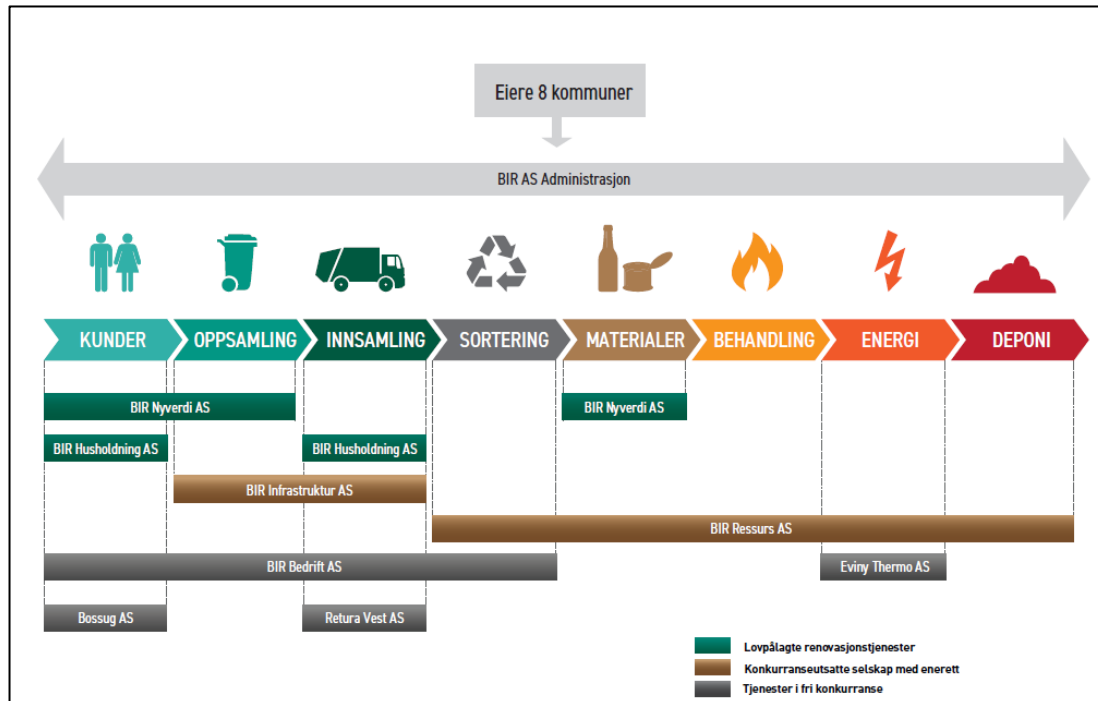 Eiere 8 kommuner
BIR AS Administrasjon
KUNDER
OPPSAMLING
INNSAMLING
SORTERING
MATERIALER
BEHANDLING
ENERGI
DEPONI
BIR Nyverdi AS
BIR Nyverdi AS
BIR Husholdning AS
BIR Husholdning AS
BIR Infrastruktur AS
BIR Ressurs AS
BIR Bedrift AS
Eviny Thermo AS
Bossug AS
Retura Vest AS
Lovpålagte renovasjonstjenester
Konkurranseutsatte selskap med enerett
Tjenester i fri konkurranse